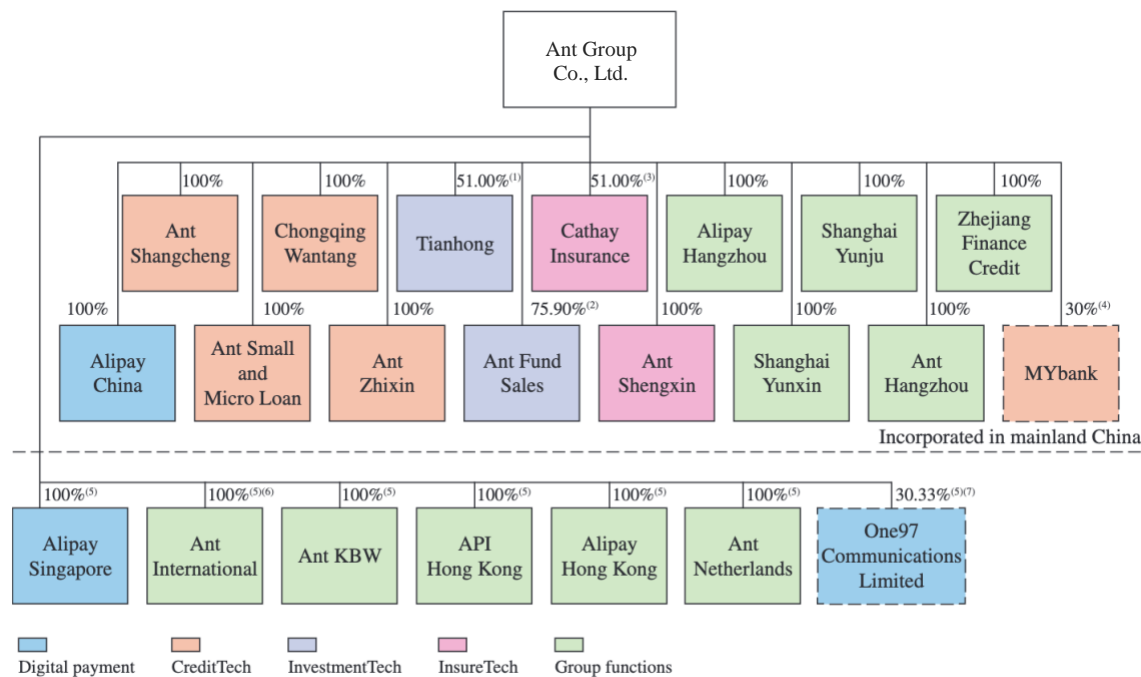 Ant Group
Co., Ltd.
100%
100%
51.00%(1)
51.00%(3)
100%
100%
100%
Ant
Shangcheng
Chongqing
Wantang
Tianhong
Cathay
Insurance
Alipay
Hangzhou
Shanghai
Yunju
Zhejiang
Finance
Credit
100%
100%
100%
75.90%(2)
100%
100%
100%
30%(4)
Alipay
China
Ant Small
and
Micro Loan
Ant
Zhixin
Ant Fund
Sales
Ant
Shengxin
Shanghai
Yunxin
Ant
Hangzhou
MYbank
Incorporated in mainland China
100%(5)
100%(5)(6)
100%(5)
100%(5)
100%(5)
100%(5)
30.33%(5)(7)
Alipay
Singapore
Ant
International
Ant KBW
API
Hong Kong
Alipay
Hong Kong
Ant
Netherlands
One97
Communications
Limited
Digital payment
CreditTech
InvestmentTech
InsureTech
Group functions